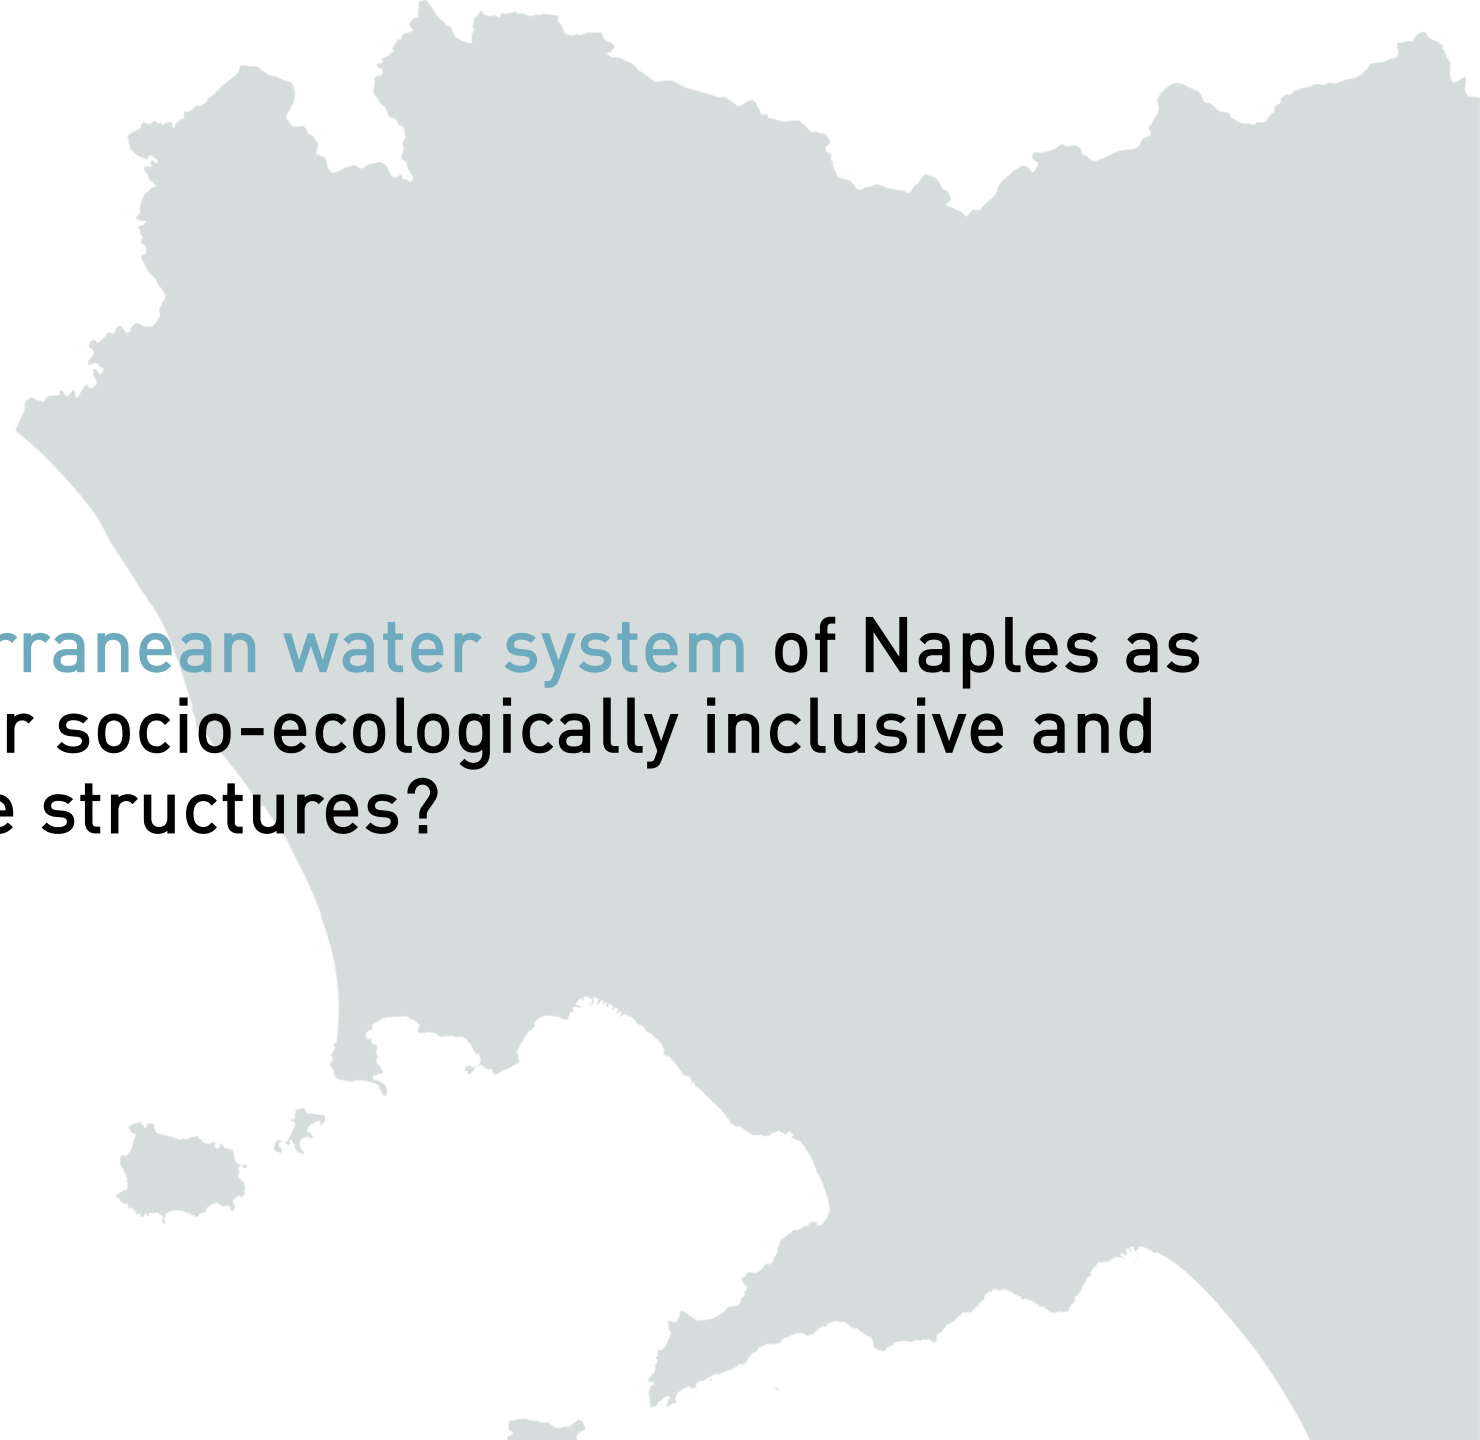 rranean water system of Naples as
r socio-ecologically inclusive and
e structures?